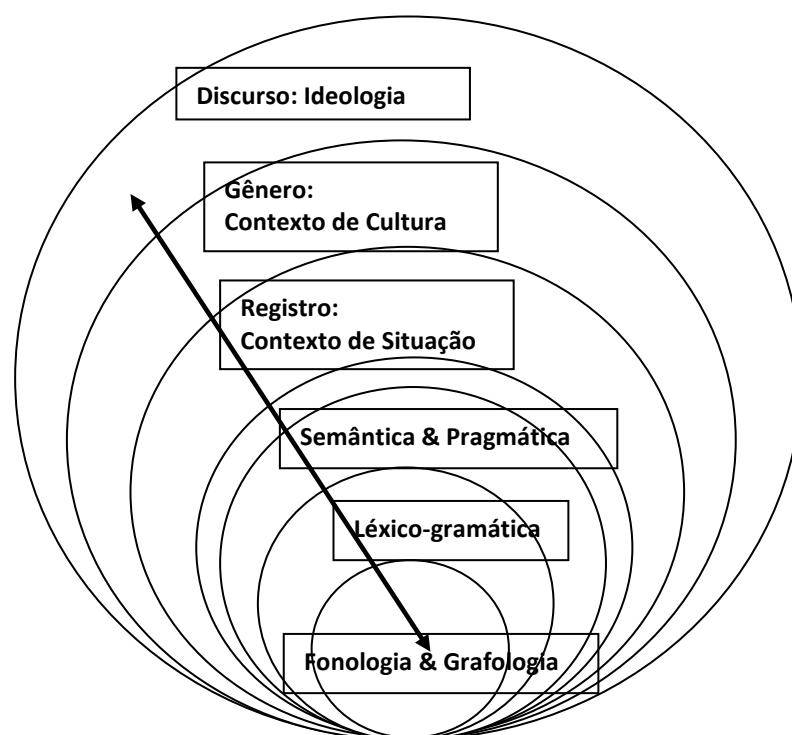 Discurso: Ideologia
Gênero:
Contexto de Cultura
Registro:
Contexto de Situação
Semântica & Pragmática
Léxico-gramática
Fonologia & Grafologia